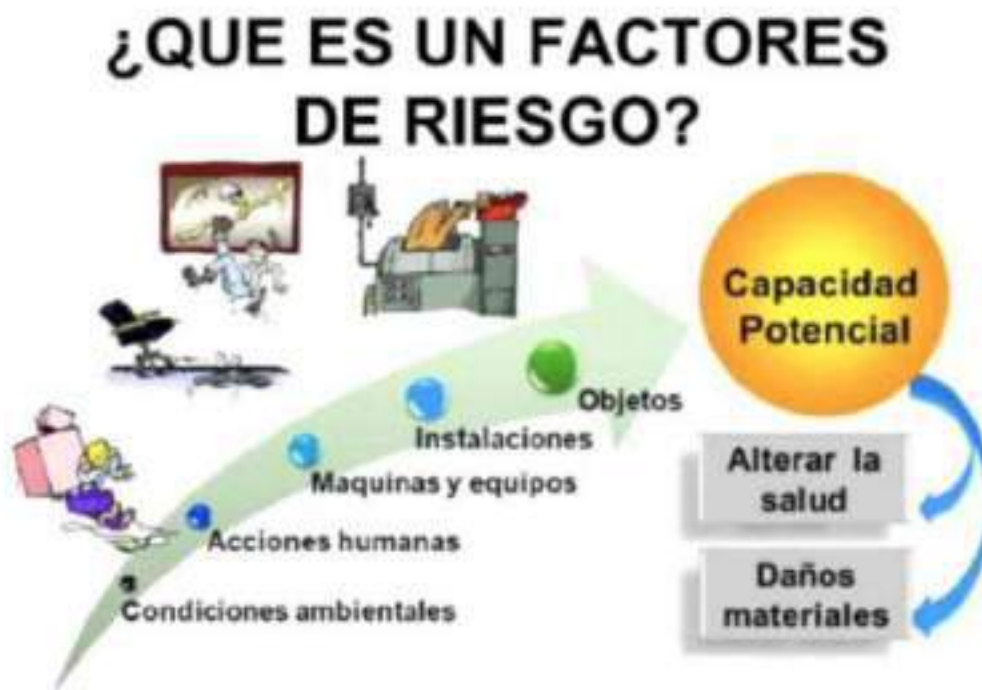 ¿QUE ES UN FACTORES
DE RIESGO?
Capacidad
Potencial
Objetos
Instalaciones
Maquinas y equipos
Acciones humanas
Condiciones ambientales
Alterar la
salud
Daños
materiales